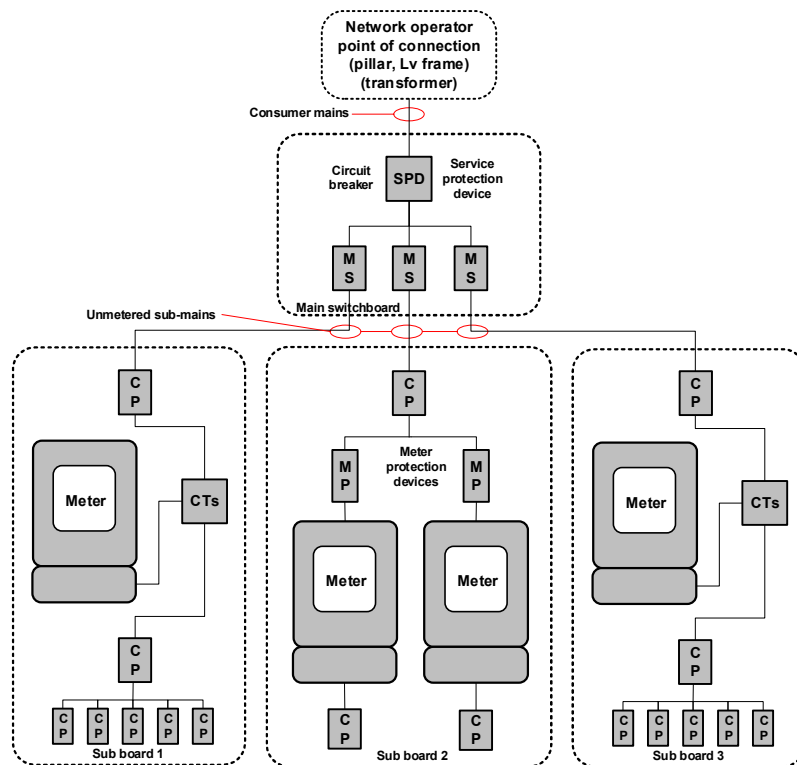 Network operator
point of connection
(pillar, Lv frame)
(transformer)
Consumer mains
Circuit
breaker
SPD
Service
protection
device
M
S
M
S
M
S
Main switchboard
Unmetered sub-mains
C
P
Meter
CTs
C
P
C
P
C
P
C
P
C
P
C
P
Sub board 1
C
P
M
P
Meter
protection
devices
M
P
Meter
Meter
C
P
C
P
Sub board 2
C
P
Meter
CTs
C
P
C
P
C
P
C
P
C
P
C
P
Sub board 3